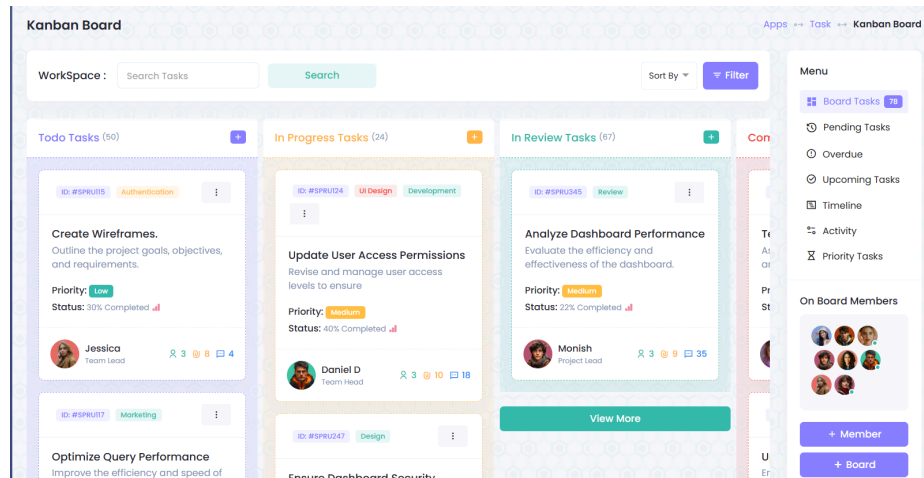 Kanban Board
Apps ↔ Task ↔ Kanban Board
WorkSpace :
Search Tasks
Search
Sort By
Filter
Todo Tasks (50)
+
ID: #SPRU115
Authentication
Create Wireframes.
Outline the project goals, objectives,
and requirements.
Priority: Low
Status: 30% Completed
Jessica
Team Lead
3 8 4
ID: #SPRU117
Marketing
Optimize Query Performance
Improve the efficiency and speed of
In Progress Tasks (24)
+
ID: #SPRU124
UI Design
Development
Update User Access Permissions
Revise and manage user access
levels to ensure
Priority: Medium
Status: 40% Completed
Daniel D
Team Head
3 10 18
ID: #SPRU247
Design
Ensure Dashboard Security
In Review Tasks (67)
+
ID: #SPRU345
Review
Analyze Dashboard Performance
Evaluate the efficiency and
effectiveness of the dashboard.
Priority: Medium
Status: 22% Completed
Monish
Project Lead
3 9 35
View More
Menu
Board Tasks 78
Pending Tasks
Overdue
Upcoming Tasks
Timeline
Activity
Priority Tasks
On Board Members
+ Member
+ Board